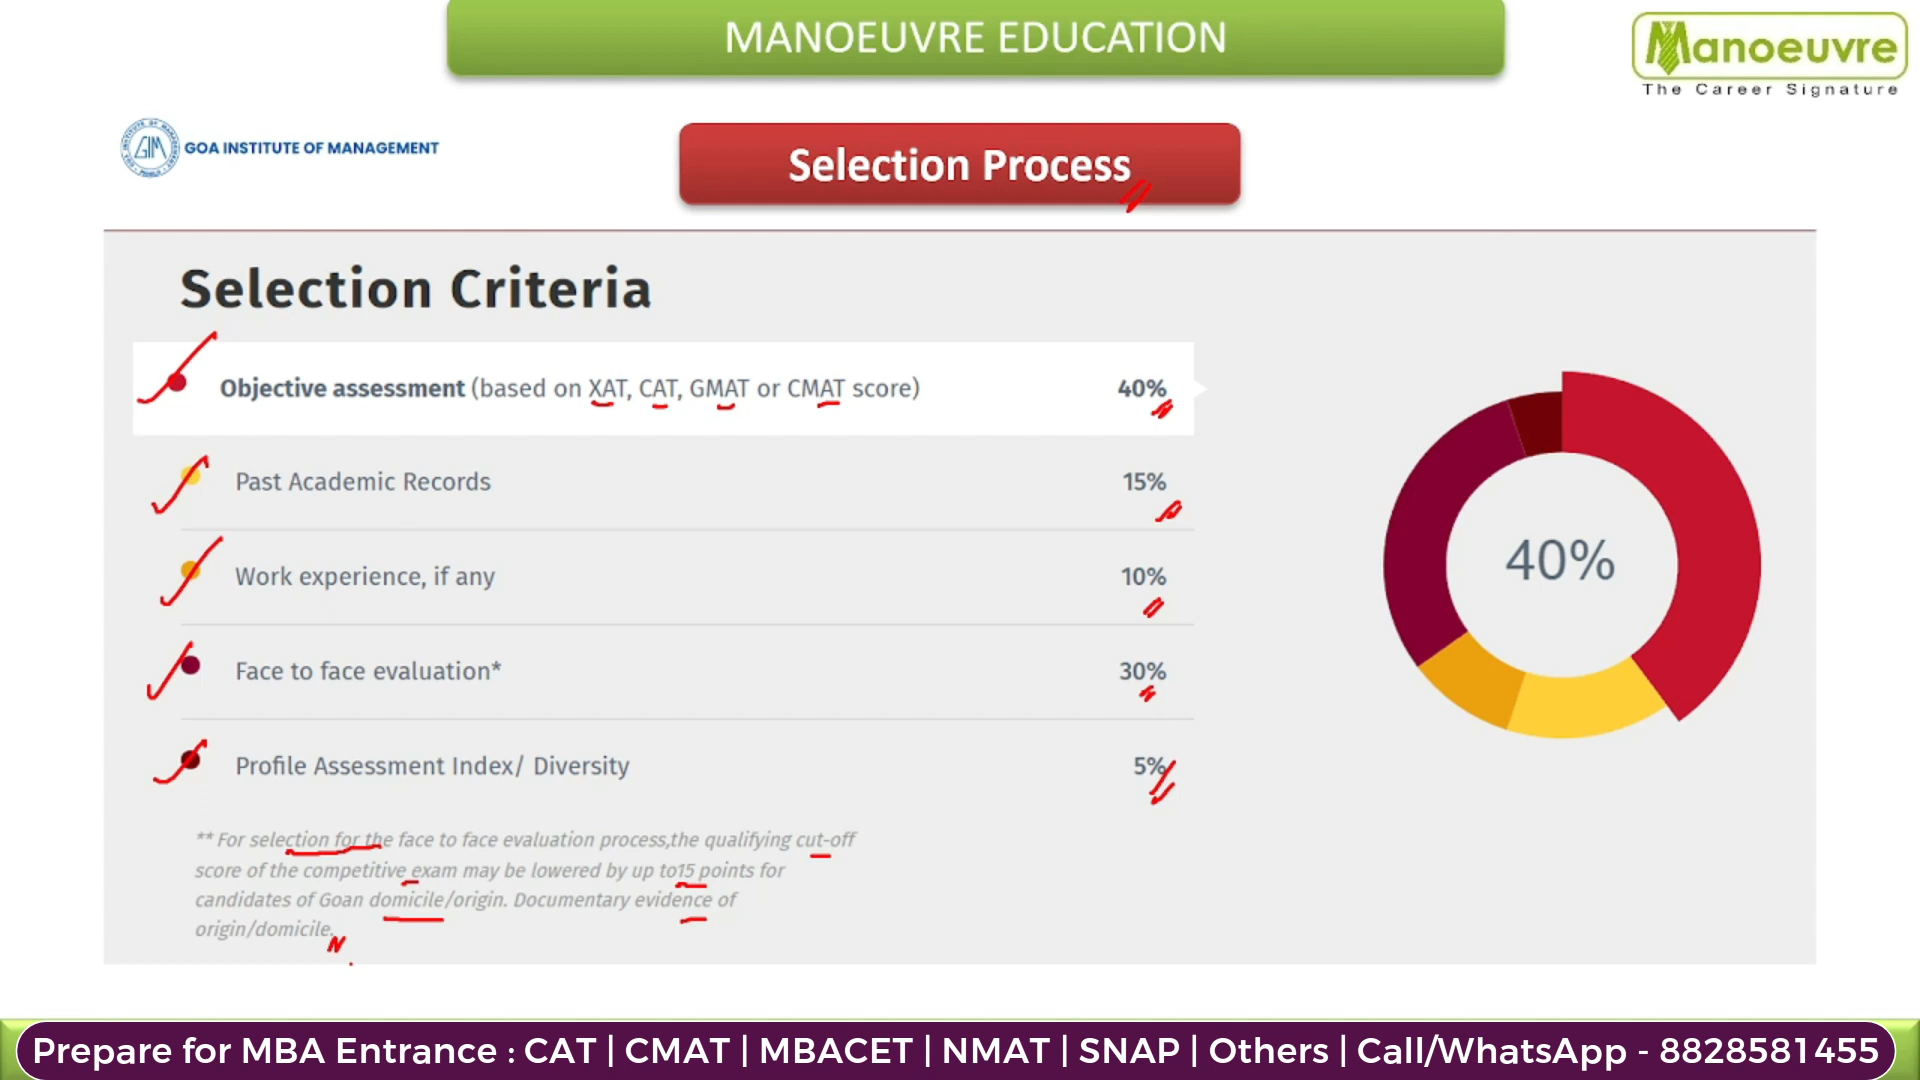 MANOEUVRE EDUCATION
Manoeuvre
The Career Signature
GIM
GOA INSTITUTE OF MANAGEMENT
Selection Process
Selection Criteria
Objective assessment (based on XAT, CAT, GMAT or CMAT score) 40%
Past Academic Records 15%
Work experience, if any 10%
Face to face evaluation* 30%
Profile Assessment Index/ Diversity 5%
40%
** For selection for the face to face evaluation process,the qualifying cut-off
score of the competitive exam may be lowered by up to15 points for
candidates of Goan domicile/origin. Documentary evidence of
origin/domicile.
Prepare for MBA Entrance : CAT | CMAT | MBACET | NMAT | SNAP | Others | Call/WhatsApp - 8828581455